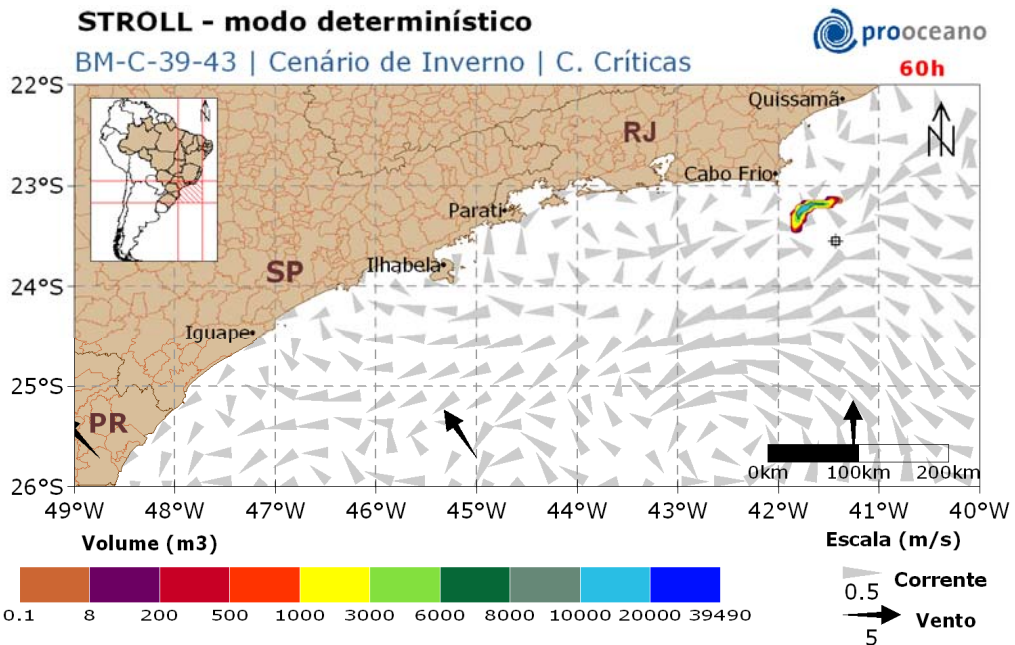 STROLL - modo determinístico
prooceano
BM-C-39-43 | Cenário de Inverno | C. Críticas
60h
22°S
23°S
24°S
25°S
26°S
N
N
Quissamã
RJ
Cabo Frio
Parati
Ilhabela
SP
Iguape
PR
0km 100km 200km
49°W 48°W 47°W 46°W 45°W 44°W 43°W 42°W 41°W 40°W
Volume (m3)
0.1 8 200 500 1000 3000 6000 8000 10000 20000 39490
Escala (m/s)
Corrente
0.5
Vento
5